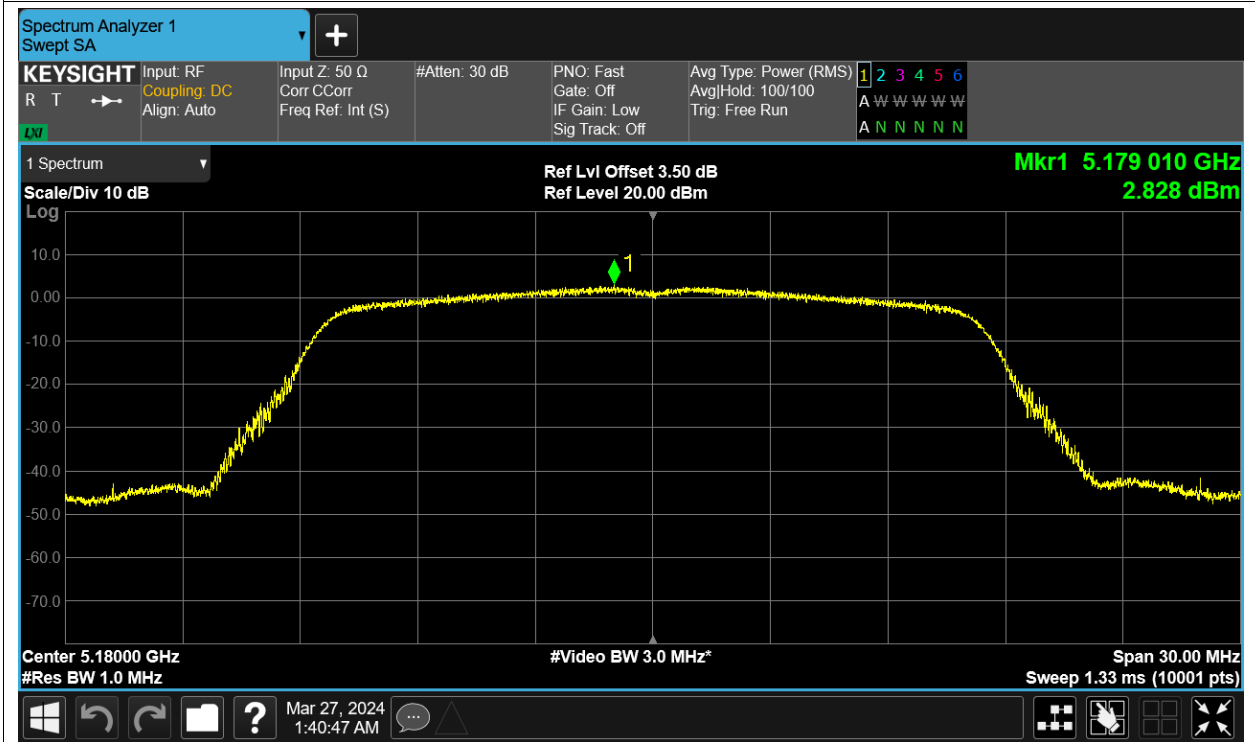 Spectrum Analyzer 1
Swept SA
KEYSIGHT
R T
LXI
Input: RF
Coupling: DC
Align: Auto
Input Z: 50 Ω
Corr CCorr
Freq Ref: Int (S)
#Atten: 30 dB
PNO: Fast
Gate: Off
IF Gain: Low
Sig Track: Off
Avg Type: Power (RMS)
Avg|Hold: 100/100
Trig: Free Run
1 2 3 4 5 6
A W W W W W
A N N N N N
1 Spectrum
Scale/Div 10 dB
Log
Ref Lvl Offset 3.50 dB
Ref Level 20.00 dBm
Mkr1 5.179 010 GHz
2.828 dBm
1
10.0
0.00
-10.0
-20.0
-30.0
-40.0
-50.0
-60.0
-70.0
Center 5.18000 GHz
#Res BW 1.0 MHz
#Video BW 3.0 MHz*
Span 30.00 MHz
Sweep 1.33 ms (10001 pts)
?
Mar 27, 2024
1:40:47 AM